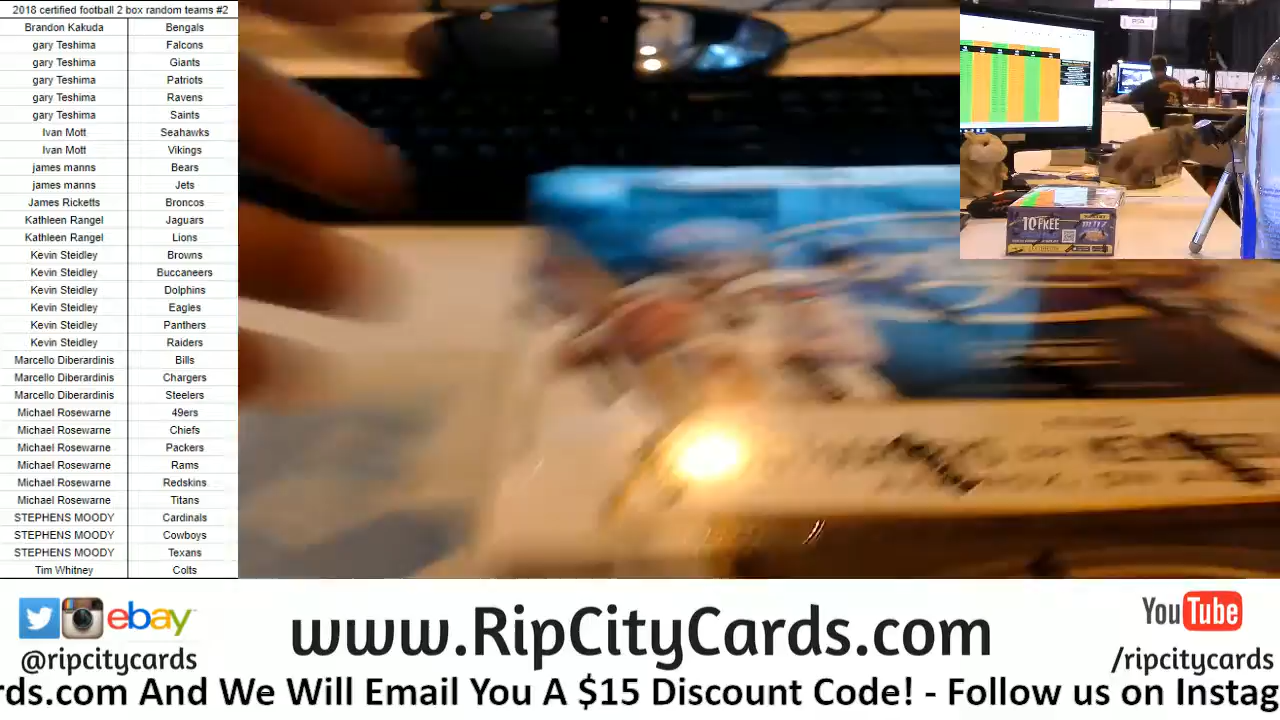 2018 certified football 2 box random teams #2
Brandon Kakuda Bengals
gary Teshima Falcons
gary Teshima Giants
gary Teshima Patriots
gary Teshima Ravens
gary Teshima Saints
Ivan Mott Seahawks
Ivan Mott Vikings
james manns Bears
james manns Jets
James Ricketts Broncos
Kathleen Rangel Jaguars
Kathleen Rangel Lions
Kevin Steidley Browns
Kevin Steidley Buccaneers
Kevin Steidley Dolphins
Kevin Steidley Eagles
Kevin Steidley Panthers
Kevin Steidley Raiders
Marcello Diberardinis Bills
Marcello Diberardinis Chargers
Marcello Diberardinis Steelers
Michael Rosewarne 49ers
Michael Rosewarne Chiefs
Michael Rosewarne Packers
Michael Rosewarne Rams
Michael Rosewarne Redskins
Michael Rosewarne Titans
STEPHENS MOODY Cardinals
STEPHENS MOODY Cowboys
STEPHENS MOODY Texans
Tim Whitney Colts
10 FREE
ebay
@ripcitycards
www.RipCityCards.com
YouTube
/ripcitycards
rds.com And We Will Email You A $15 Discount Code! - Follow us on Instag